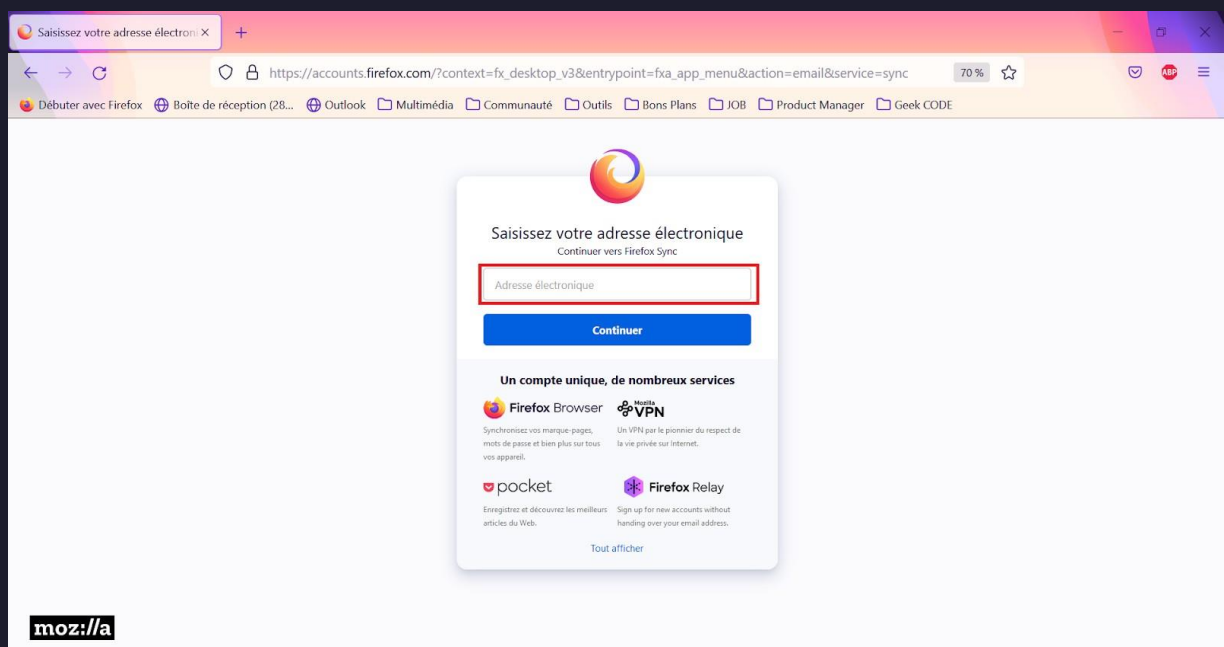 Saisissez votre adresse électroni
https://accounts.firefox.com/?context=fx_desktop_v3&entrypoint=fxa_app_menu&action=email&service=sync
70 %
ABP
Débuter avec Firefox Boîte de réception (28... Outlook Multimédia Communauté Outils Bons Plans JOB Product Manager Geek CODE
Saisissez votre adresse électronique
Continuer vers Firefox Sync
Adresse électronique
Continuer
Un compte unique, de nombreux services
Firefox Browser
Synchronisez vos marque-pages,
mots de passe et bien plus sur tous
vos appareil.
Mozilla
VPN
Un VPN par le pionnier du respect de
la vie privée sur Internet.
pocket
Enregistrez et découvrez les meilleurs
articles du Web.
Firefox Relay
Sign up for new accounts without
handing over your email address.
Tout afficher
moz://a